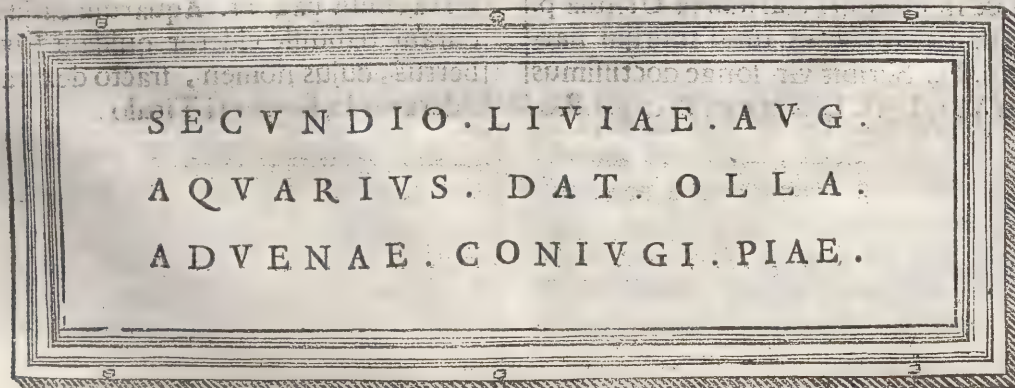 SECVNDIO.LIVIAE.AVG.
AQVARIVS. DAT. OLLA.
ADVENAE.CONIVGI.PIAE.